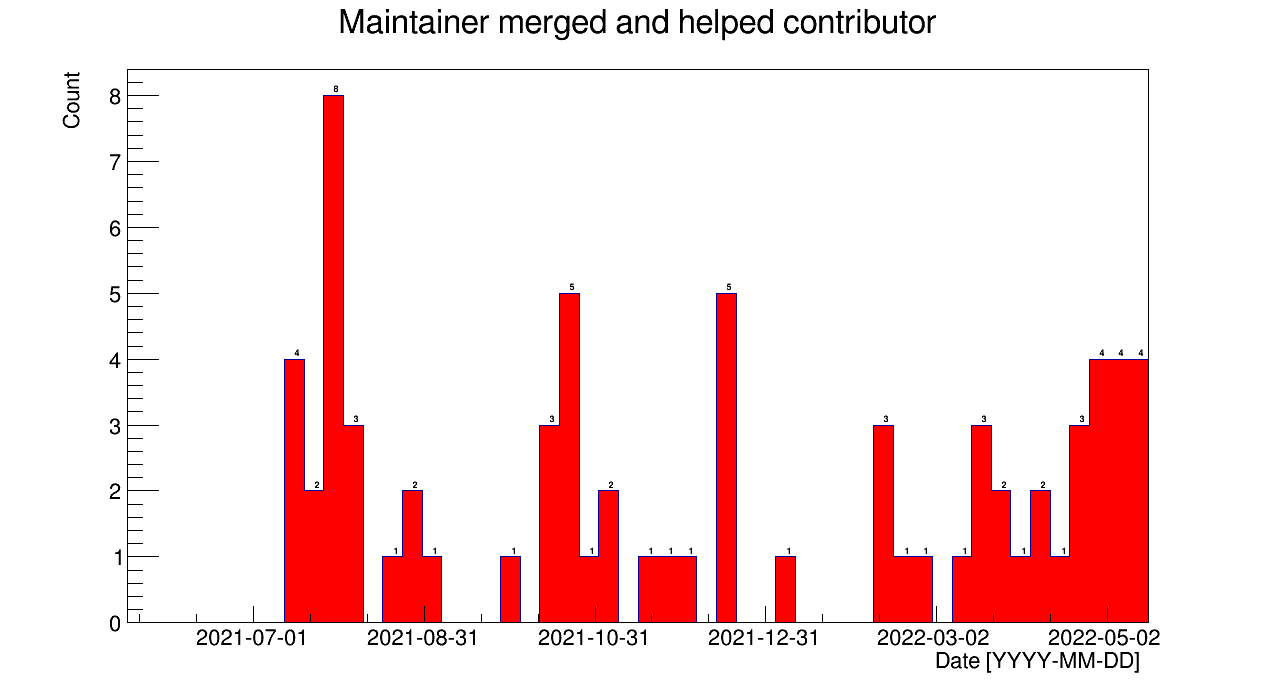 Maintainer merged and helped contributor
Count
8
7
6
5
4
3
2
1
0
4 2 8 3 1 2 1 1 3 5 1 2 1 1 1 5 1 3 1 1 1 3 2 1 2 1 3 4 4 4
2021-07-01 2021-08-31 2021-10-31 2021-12-31 2022-03-02 2022-05-02
Date [YYYY-MM-DD]